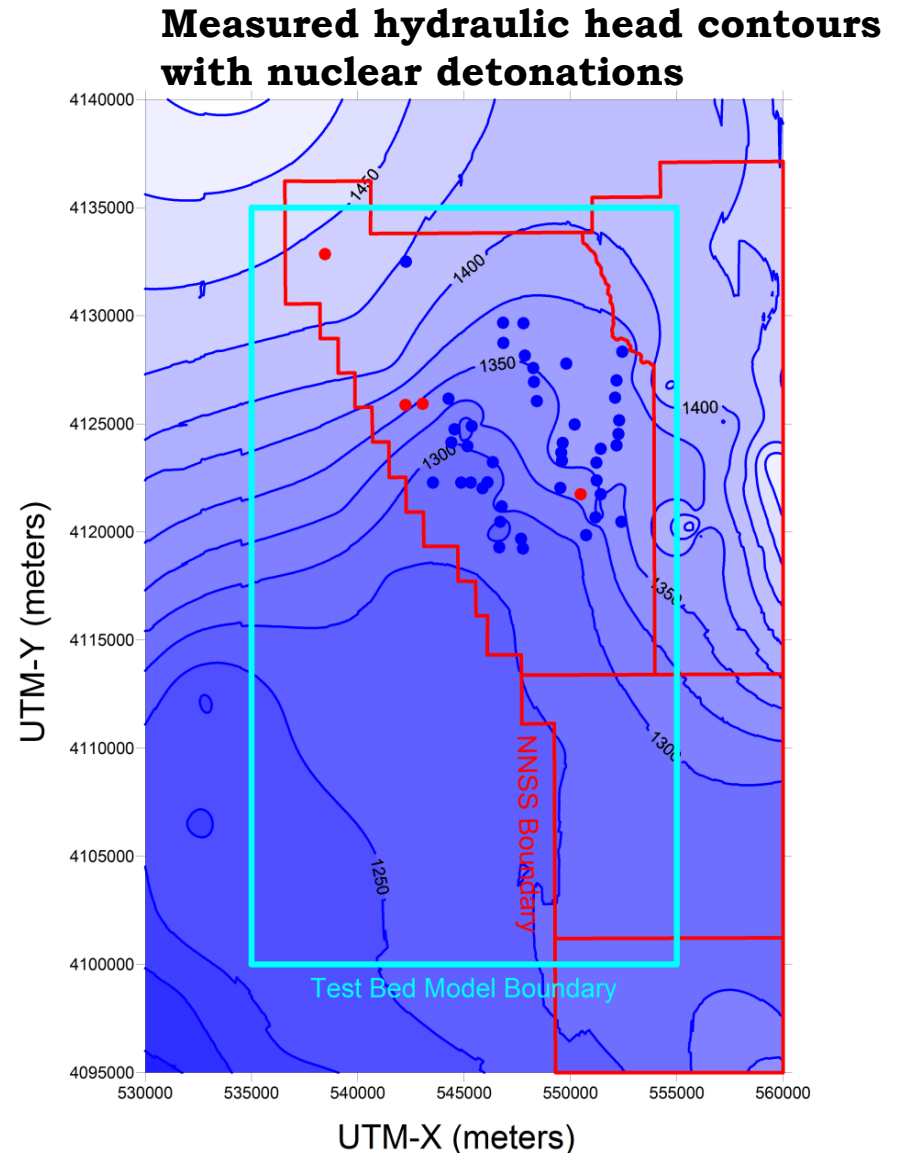 Measured hydraulic head contours
with nuclear detonations
4140000
4135000
4130000
4125000
4120000
4115000
4110000
4105000
4100000
4095000
UTM-Y (meters)
1450
1400
1350
1400
1300
1350
1300
1250
NNSS Boundary
Test Bed Model Boundary
530000 535000 540000 545000 550000 555000 560000
UTM-X (meters)